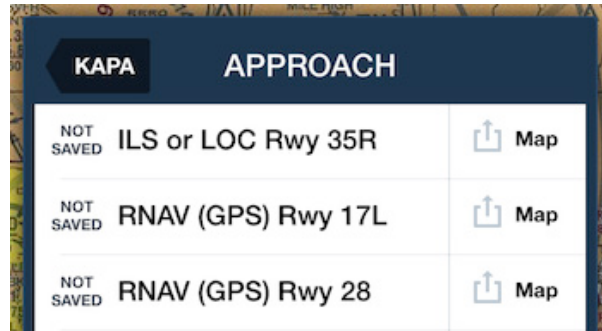 KAPA APPROACH
NOT SAVED ILS or LOC Rwy 35R Map
NOT SAVED RNAV (GPS) Rwy 17L Map
NOT SAVED RNAV (GPS) Rwy 28 Map